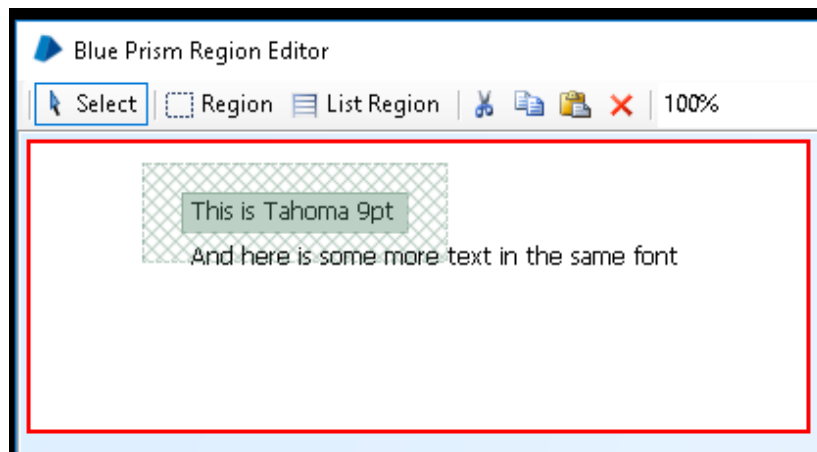 Blue Prism Region Editor
Select Region List Region 100%
This is Tahoma 9pt
And here is some more text in the same font